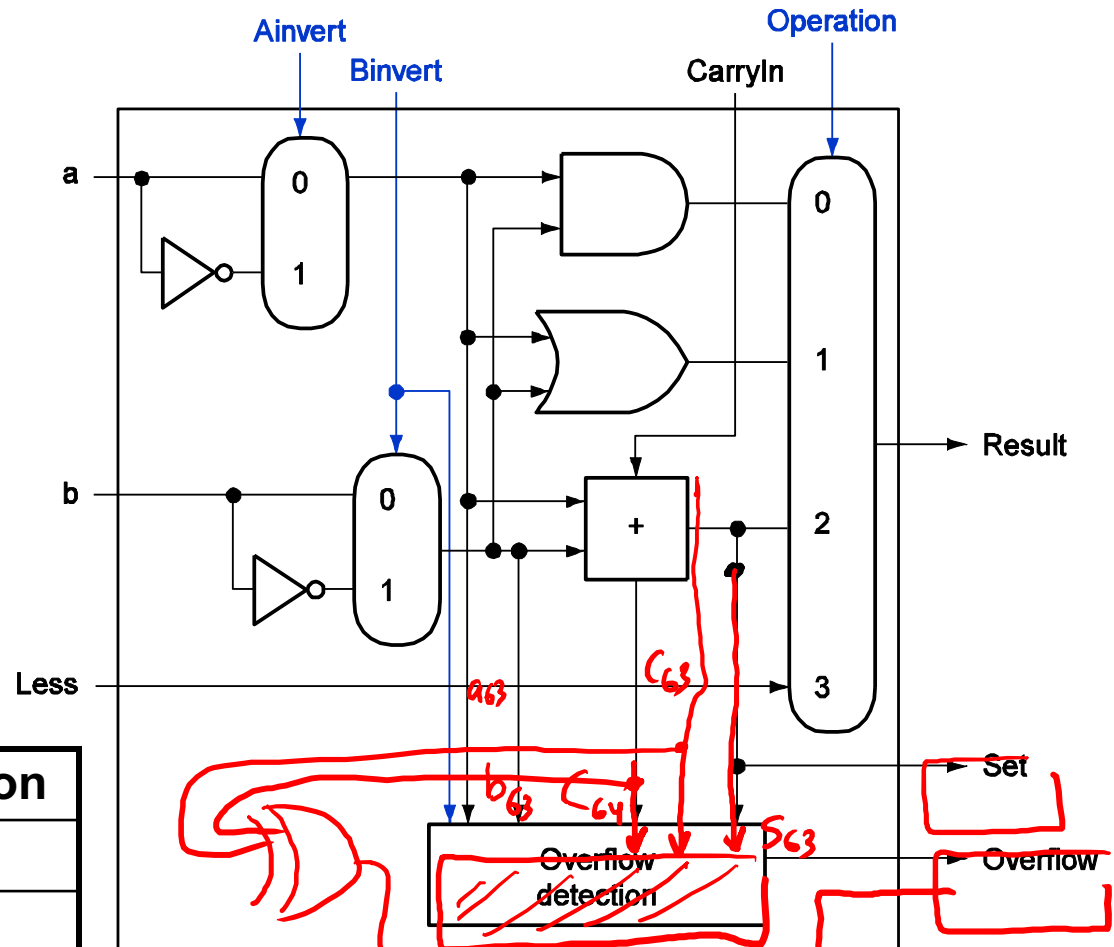 Operation
Ainvert
Binvert
CarryIn
a
0
0
1
1
Result
b
0
2
+
1
Less
a63
C63
3
on
Set
b63
C64
S63
Overflow
detection
Overflow